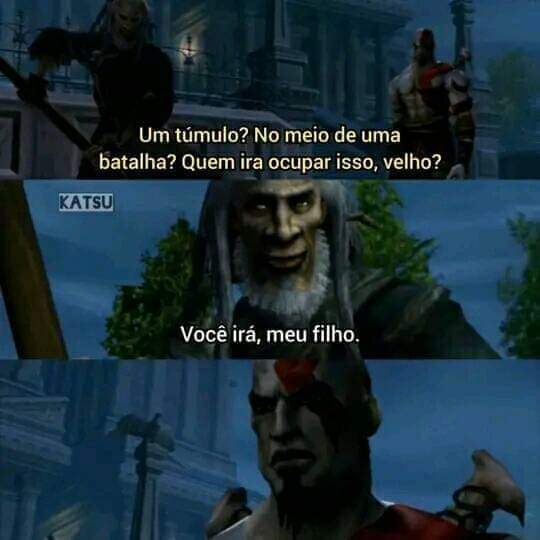 Um túmulo? No meio de uma
batalha? Quem ira ocupar isso, velho?
KATSU
Você irá, meu filho.